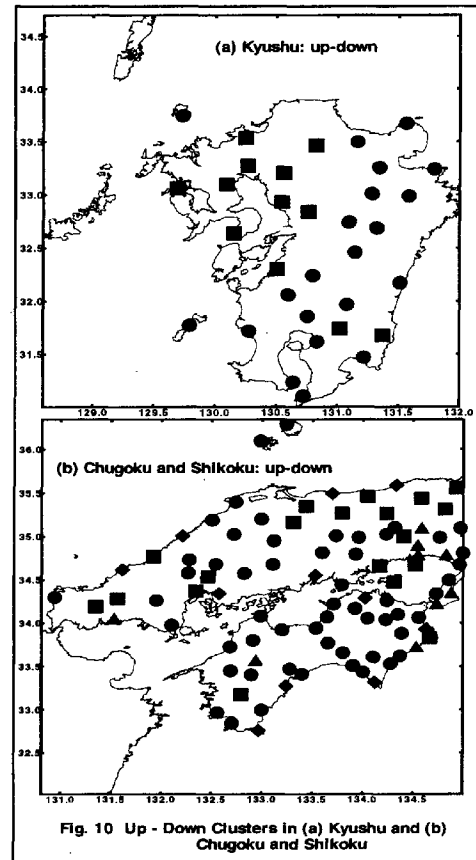 34.5
(a) Kyushu: up-down
34.0
33.5
33.0
32.5
32.0
31.5
129.0 129.5 130.0 130.5 131.0 131.5 132.0
36.0
(b) Chugoku and Shikoku: up-down
35.5
35.0
34.5
34.0
33.5
33.0
32.5
131.0 131.5 132.0 132.5 133.0 133.5 134.0 134.5
Fig. 10 Up - Down Clusters in (a) Kyushu and (b)
Chugoku and Shikoku